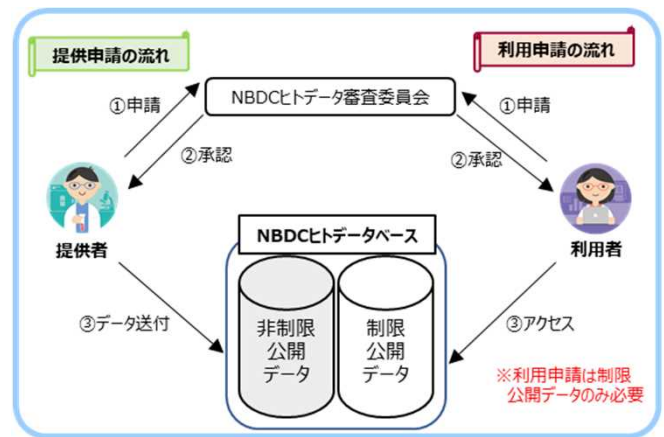 提供申請の流れ
利用申請の流れ
NBDCヒトデータ審査委員会
①申請
①申請
②承認
②承認
提供者
利用者
NBDCヒトデータベース
③データ送付
③アクセス
非制限
公開
データ
制限
公開
データ
※利用申請は制限
公開データのみ必要